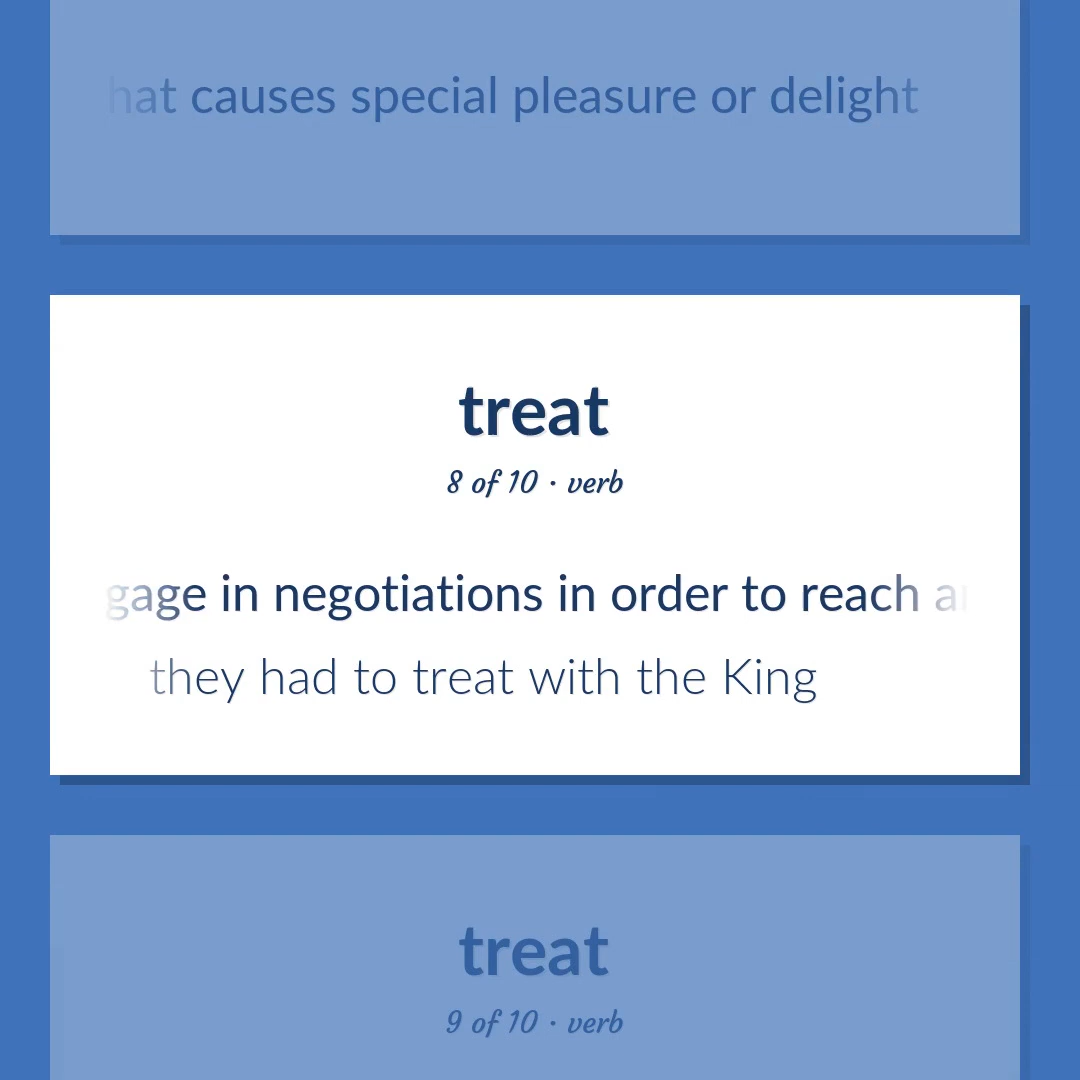 hat causes special pleasure or delight
treat
8 of 10 · verb
gage in negotiations in order to reach a
they had to treat with the King
treat
9 of 10 · verb